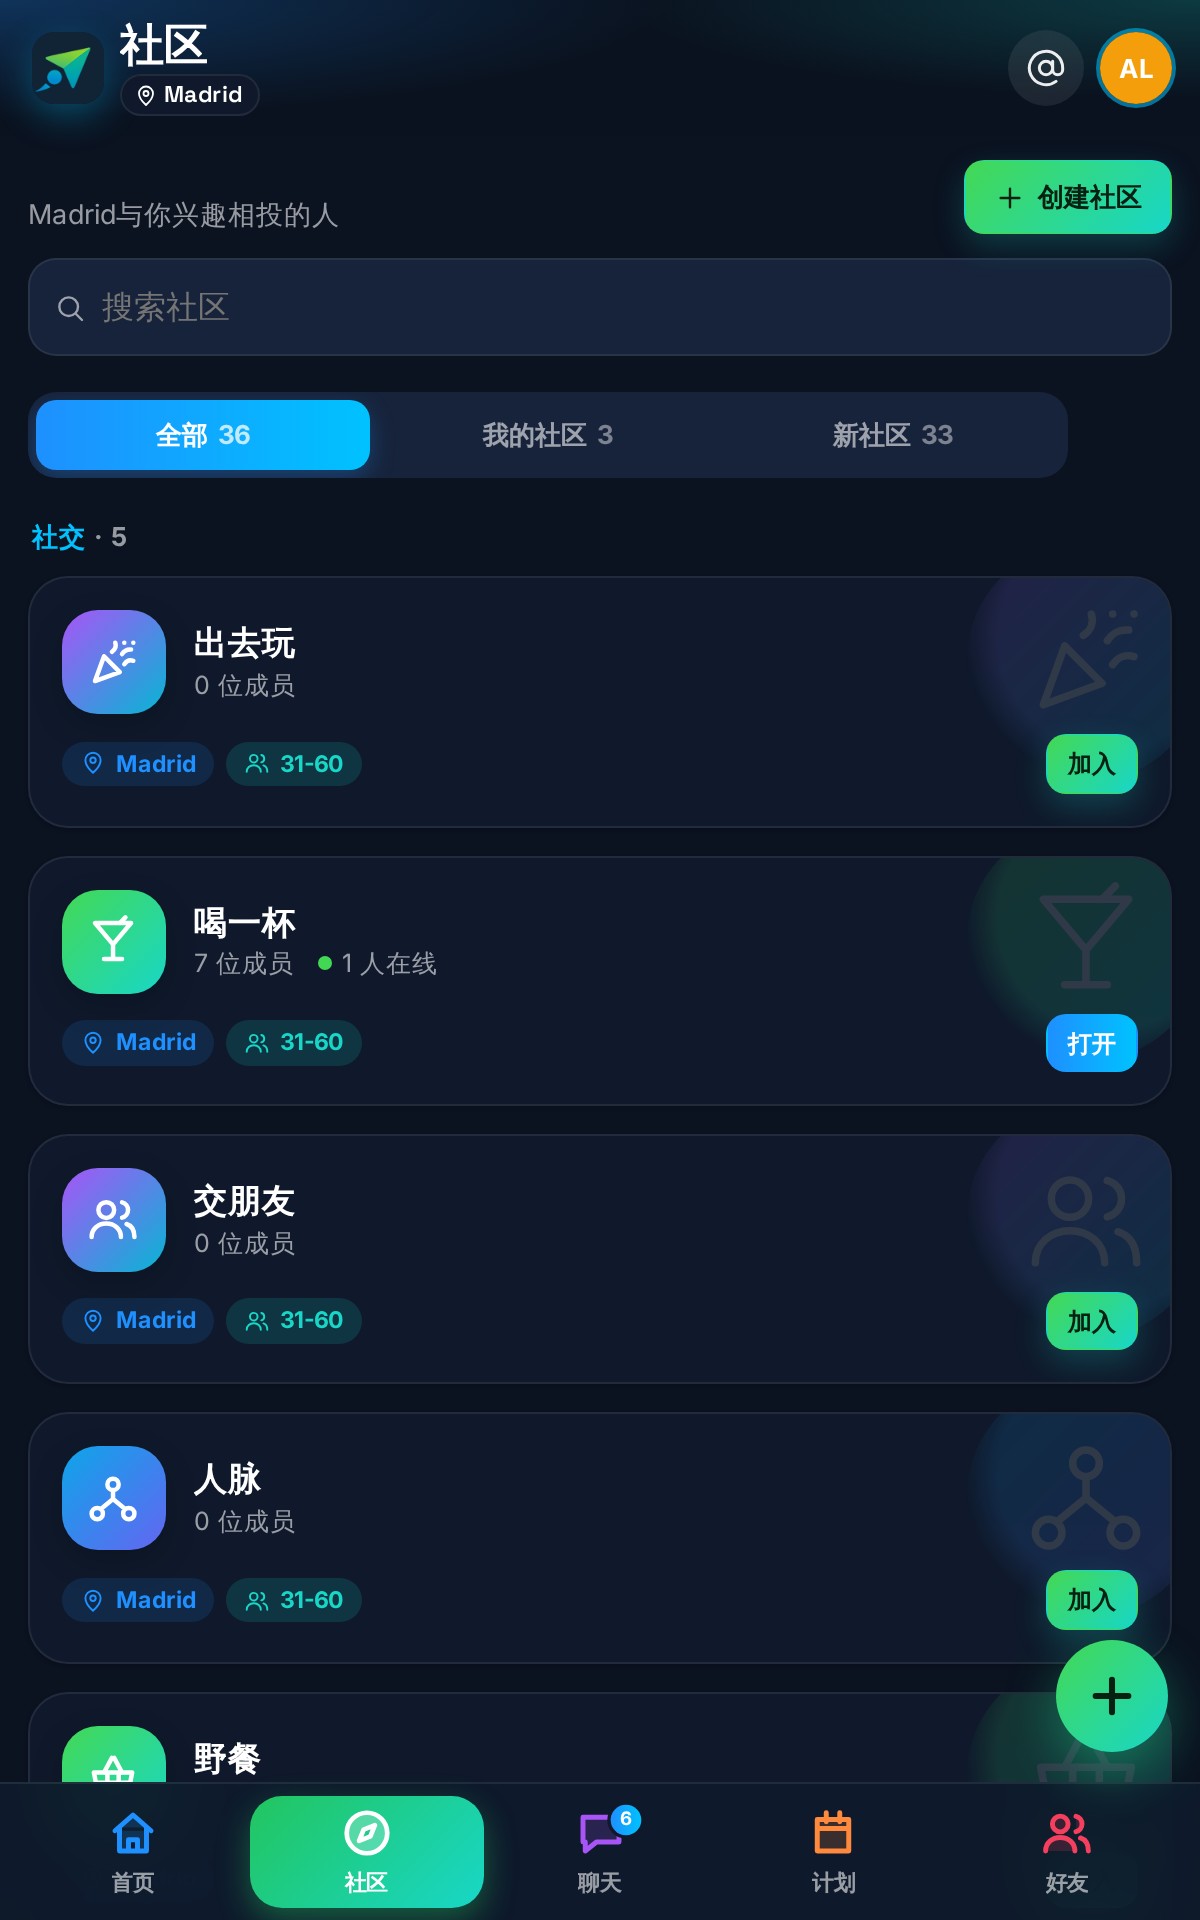 社区
Madrid
@
AL
Madrid与你兴趣相投的人
创建社区
搜索社区
全部 36
我的社区 3
新社区 33
社交 · 5
出去玩
0 位成员
Madrid
31-60
加入
喝一杯
7 位成员
1 人在线
Madrid
31-60
打开
交朋友
0 位成员
Madrid
31-60
加入
人脉
0 位成员
Madrid
31-60
加入
野餐
6
首页
社区
聊天
计划
好友